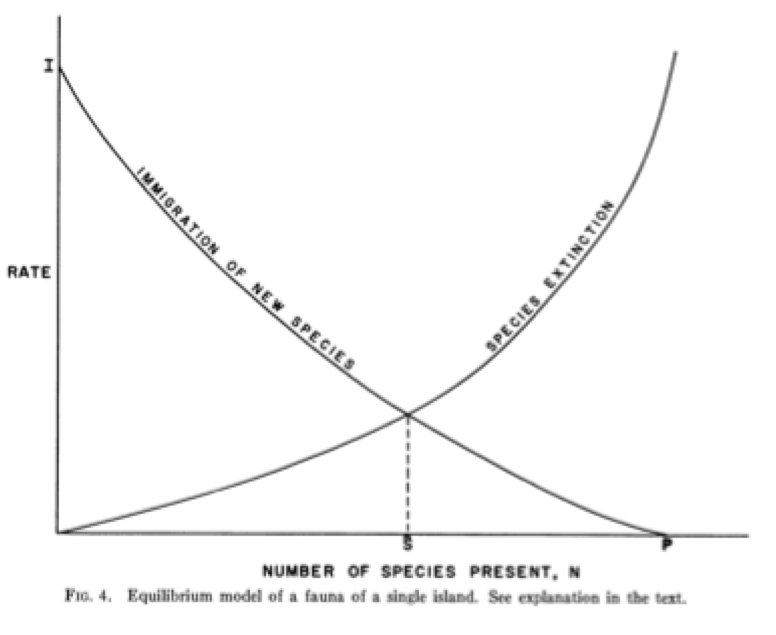 I
IMMIGRATION OF NEW SPECIES
SPECIES EXTINCTION
RATE
S
P
NUMBER OF SPECIES PRESENT, N
FIG. 4. Equilibrium model of a fauna of a single island. See explanation in the text.